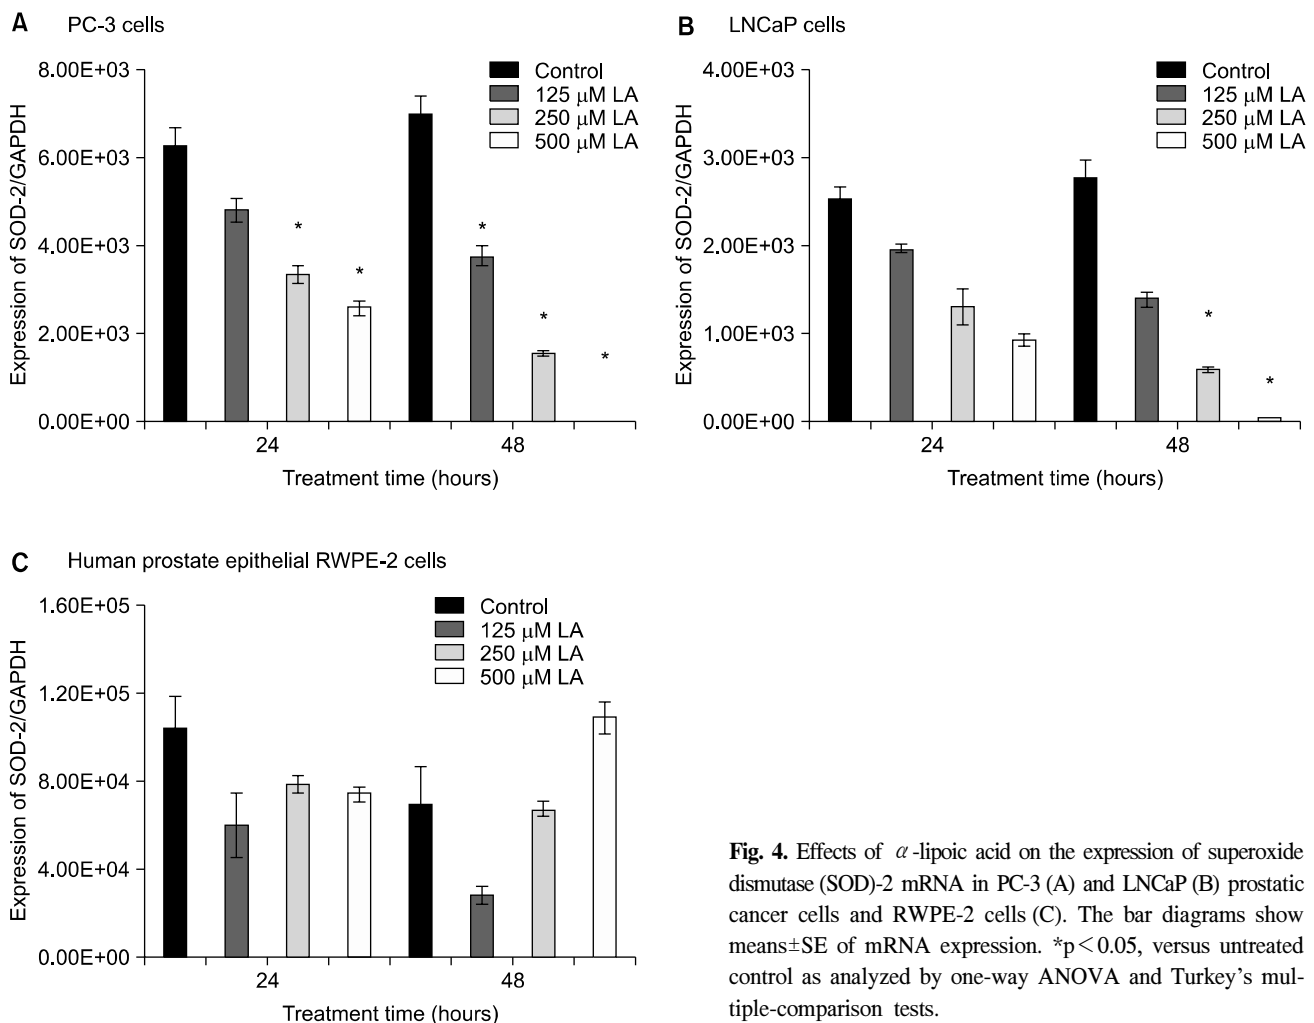 A PC-3 cells
8.00E+03
6.00E+03
4.00E+03
2.00E+03
0.00E+00
Expression of SOD-2/GAPDH
Control
125 μM LA
250 μM LA
500 μM LA
*
*
*
*
*
24
48
Treatment time (hours)
B LNCaP cells
4.00E+03
3.00E+03
2.00E+03
1.00E+03
0.00E+00
Expression of SOD-2/GAPDH
Control
125 μM LA
250 μM LA
500 μM LA
*
*
24
48
Treatment time (hours)
C Human prostate epithelial RWPE-2 cells
1.60E+05
1.20E+05
8.00E+04
4.00E+04
0.00E+00
Expression of SOD-2/GAPDH
Control
125 μM LA
250 μM LA
500 μM LA
24
48
Treatment time (hours)
Fig. 4. Effects of α-lipoic acid on the expression of superoxide
dismutase (SOD)-2 mRNA in PC-3 (A) and LNCaP (B) prostatic
cancer cells and RWPE-2 cells (C). The bar diagrams show
means±SE of mRNA expression. *p<0.05, versus untreated
control as analyzed by one-way ANOVA and Turkey's mul-
tiple-comparison tests.